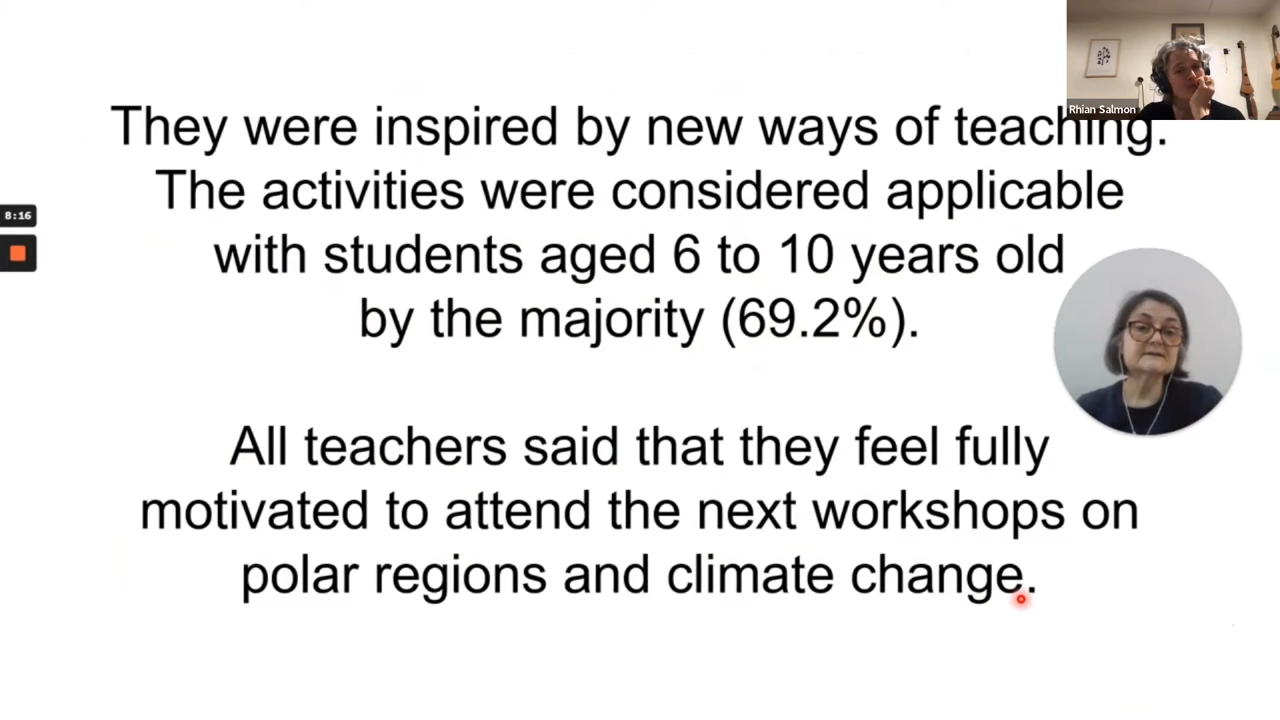 Rhian Salmon
They were inspired by new ways of teaching.
The activities were considered applicable
8:16
with students aged 6 to 10 years old
by the majority (69.2%).
All teachers said that they feel fully
motivated to attend the next workshops on
polar regions and climate change.